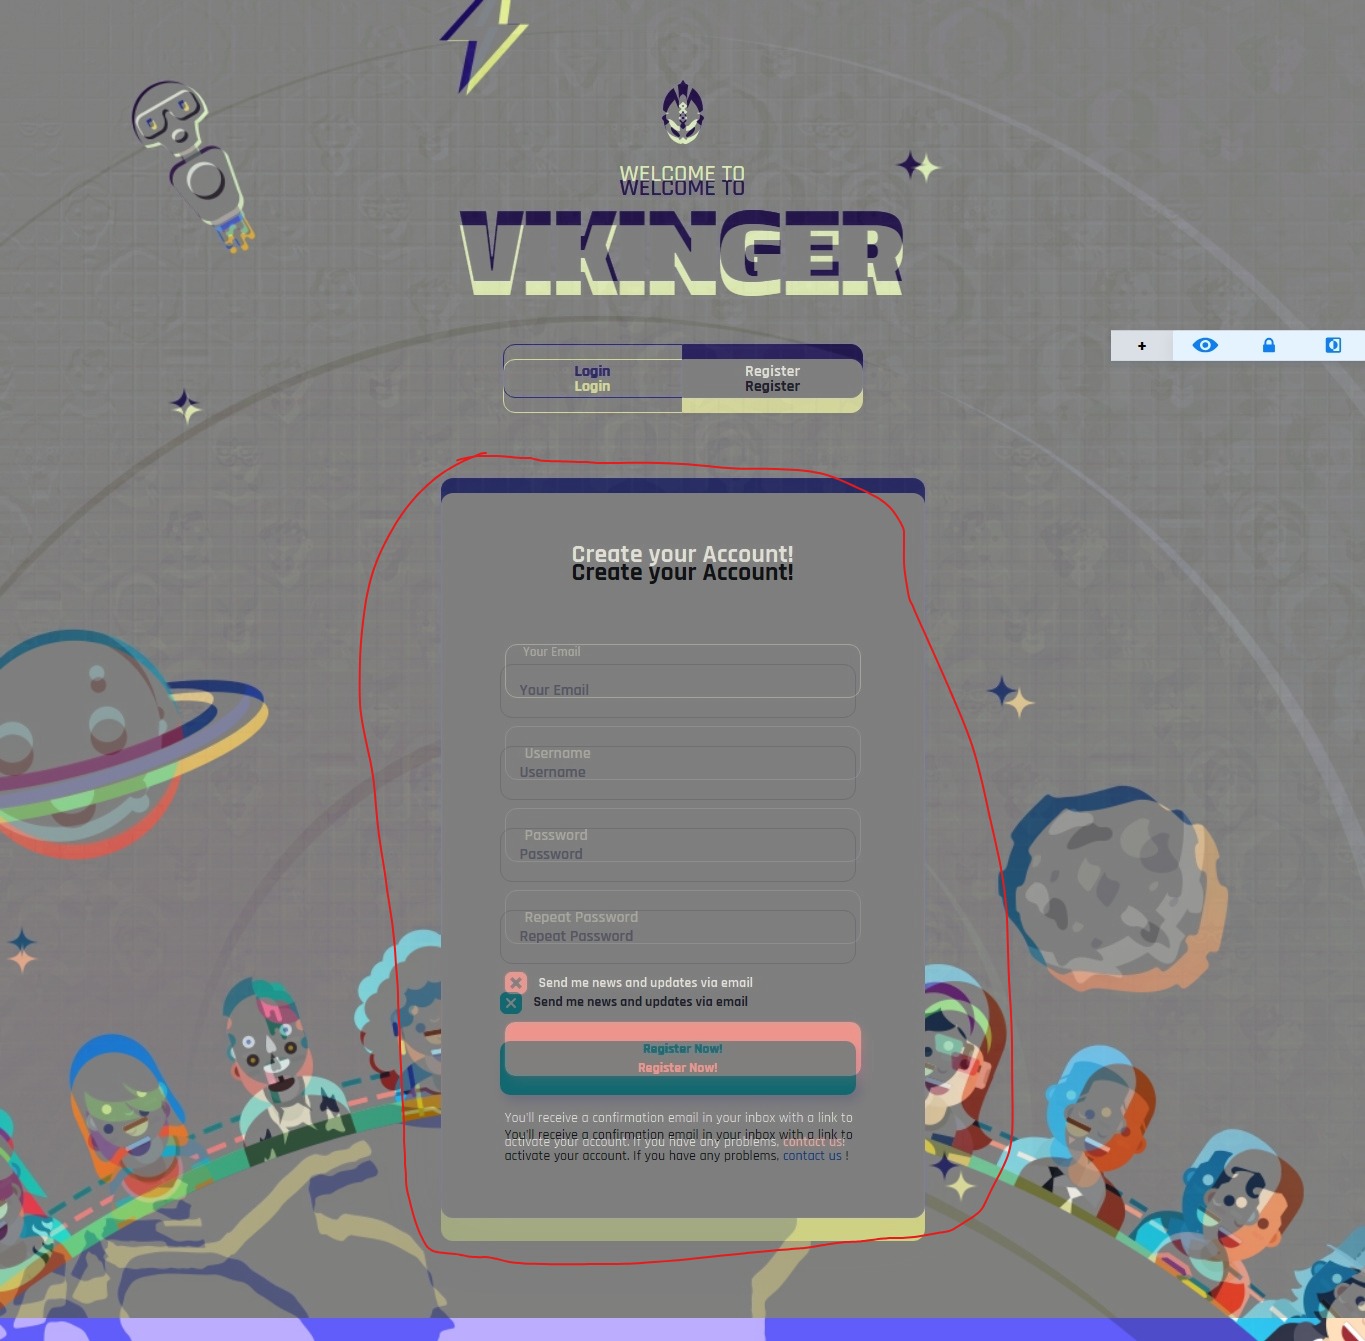 WELCOME TO
WELCOME TO
VIKINGER
Login
Register
Login
Register
+
Create your Account!
Create your Account!
Your Email
Your Email
Username
Username
Password
Password
Repeat Password
Repeat Password
Send me news and updates via email
Send me news and updates via email
Register Now!
Register Now!
You'll receive a confirmation email in your inbox with a link to
You'll receive a confirmation email in your inbox with a link to
activate your account. If you have any problems, contact us!
activate your account. If you have any problems, contact us !